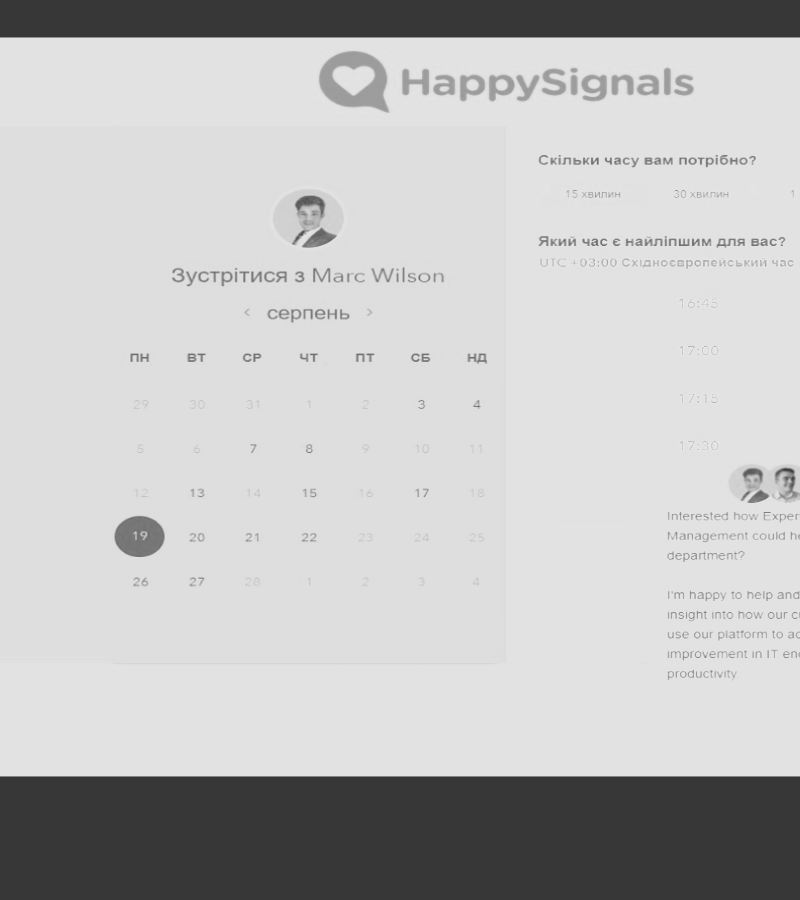 HappySignals
Зустрітися з Marc Wilson
< серпень >
ПН ВТ СР ЧТ ПТ СБ НД
29 30 31 1 2 3 4
5 6 7 8 9 10 11
12 13 14 15 16 17 18
19 20 21 22 23 24 25
26 27 28 1 2 3 4
Скільки часу вам потрібно?
15 хвилин 30 хвилин 1
Який час є найліпшим для вас?
UTC +03:00 Східноєвропейський час
16:45
17:00
17:15
17:30
Interested how Exper
Management could he
department?
I'm happy to help and
insight into how our c
use our platform to ac
improvement in IT en
productivity